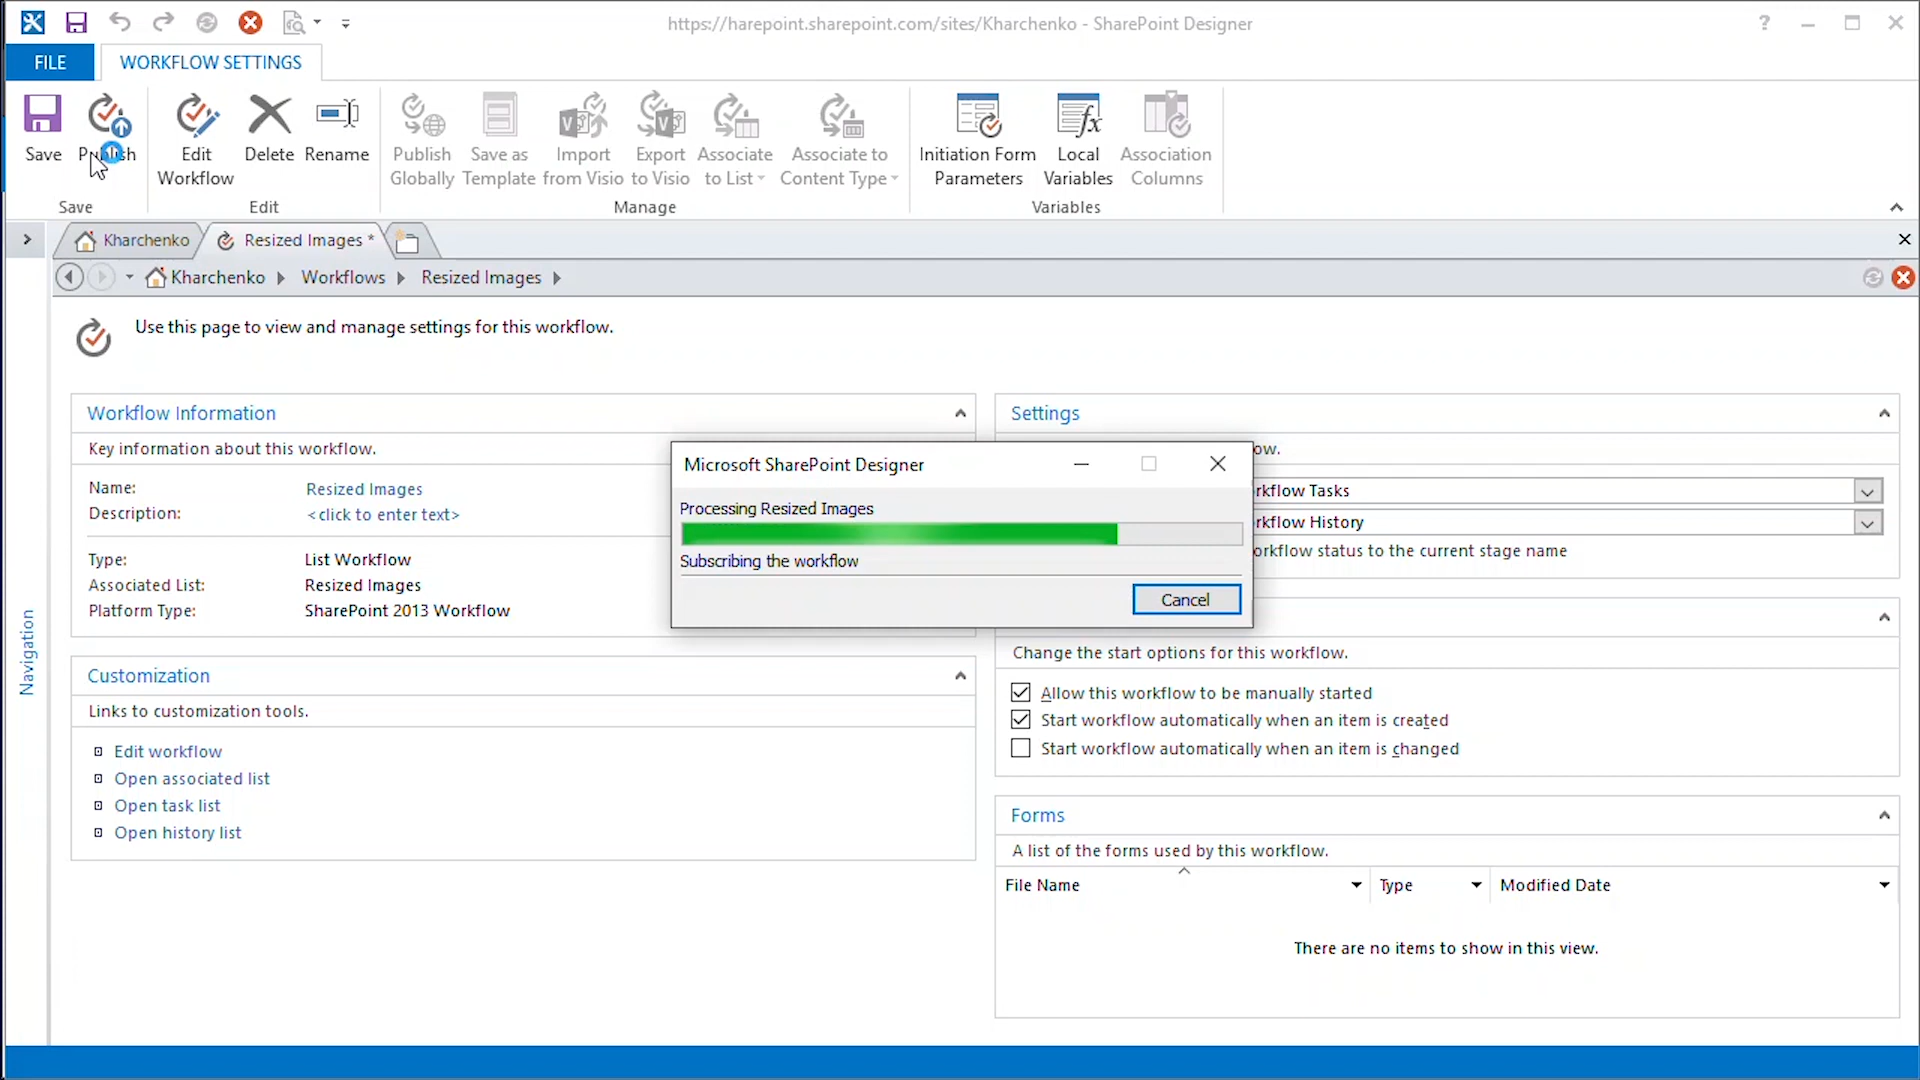 https://harepoint.sharepoint.com/sites/Kharchenko - SharePoint Designer
?
FILE
WORKFLOW SETTINGS
Save
Publish
Edit
Workflow
Delete
Rename
Publish
Globally
Save as
Template
Import
from Visio
Export
to Visio
Associate
to List
Associate to
Content Type
Initiation Form
Parameters
Local
Variables
Association
Columns
Save
Edit
Manage
Variables
Kharchenko
Resized Images *
Kharchenko
Workflows
Resized Images
Use this page to view and manage settings for this workflow.
Navigation
Workflow Information
Key information about this workflow.
Name:
Resized Images
Description:
<click to enter text>
Type:
List Workflow
Associated List:
Resized Images
Platform Type:
SharePoint 2013 Workflow
Customization
Links to customization tools.
Edit workflow
Open associated list
Open task list
Open history list
Microsoft SharePoint Designer
Processing Resized Images
Subscribing the workflow
Cancel
Settings
ow.
rkflow Tasks
rkflow History
orkflow status to the current stage name
Change the start options for this workflow.
Allow this workflow to be manually started
Start workflow automatically when an item is created
Start workflow automatically when an item is changed
Forms
A list of the forms used by this workflow.
File Name
Type
Modified Date
There are no items to show in this view.